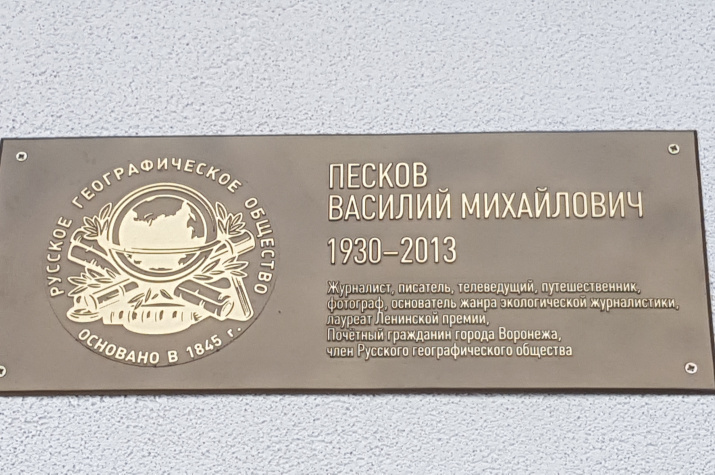 РУССКОЕ ГЕОГРАФИЧЕСКОЕ ОБЩЕСТВО
ОСНОВАНО В 1845 г.
ПЕСКОВ
ВАСИЛИЙ МИХАЙЛОВИЧ
1930–2013
Журналист, писатель, телеведущий, путешественник,
фотограф, основатель жанра экологической журналистики,
лауреат Ленинской премии,
Почётный гражданин города Воронежа,
член Русского географического общества